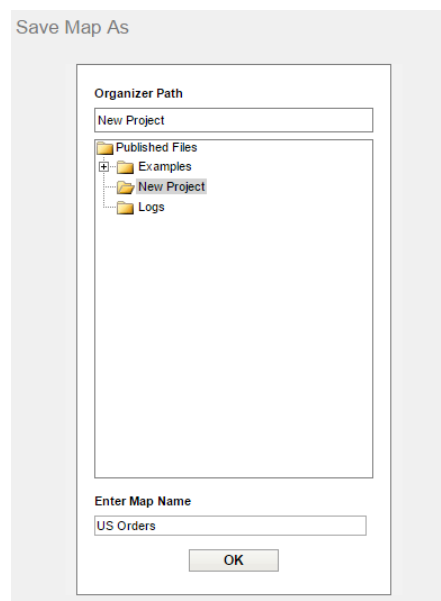 Save Map As
Organizer Path
New Project
Published Files
Examples
New Project
Logs
Enter Map Name
US Orders
OK